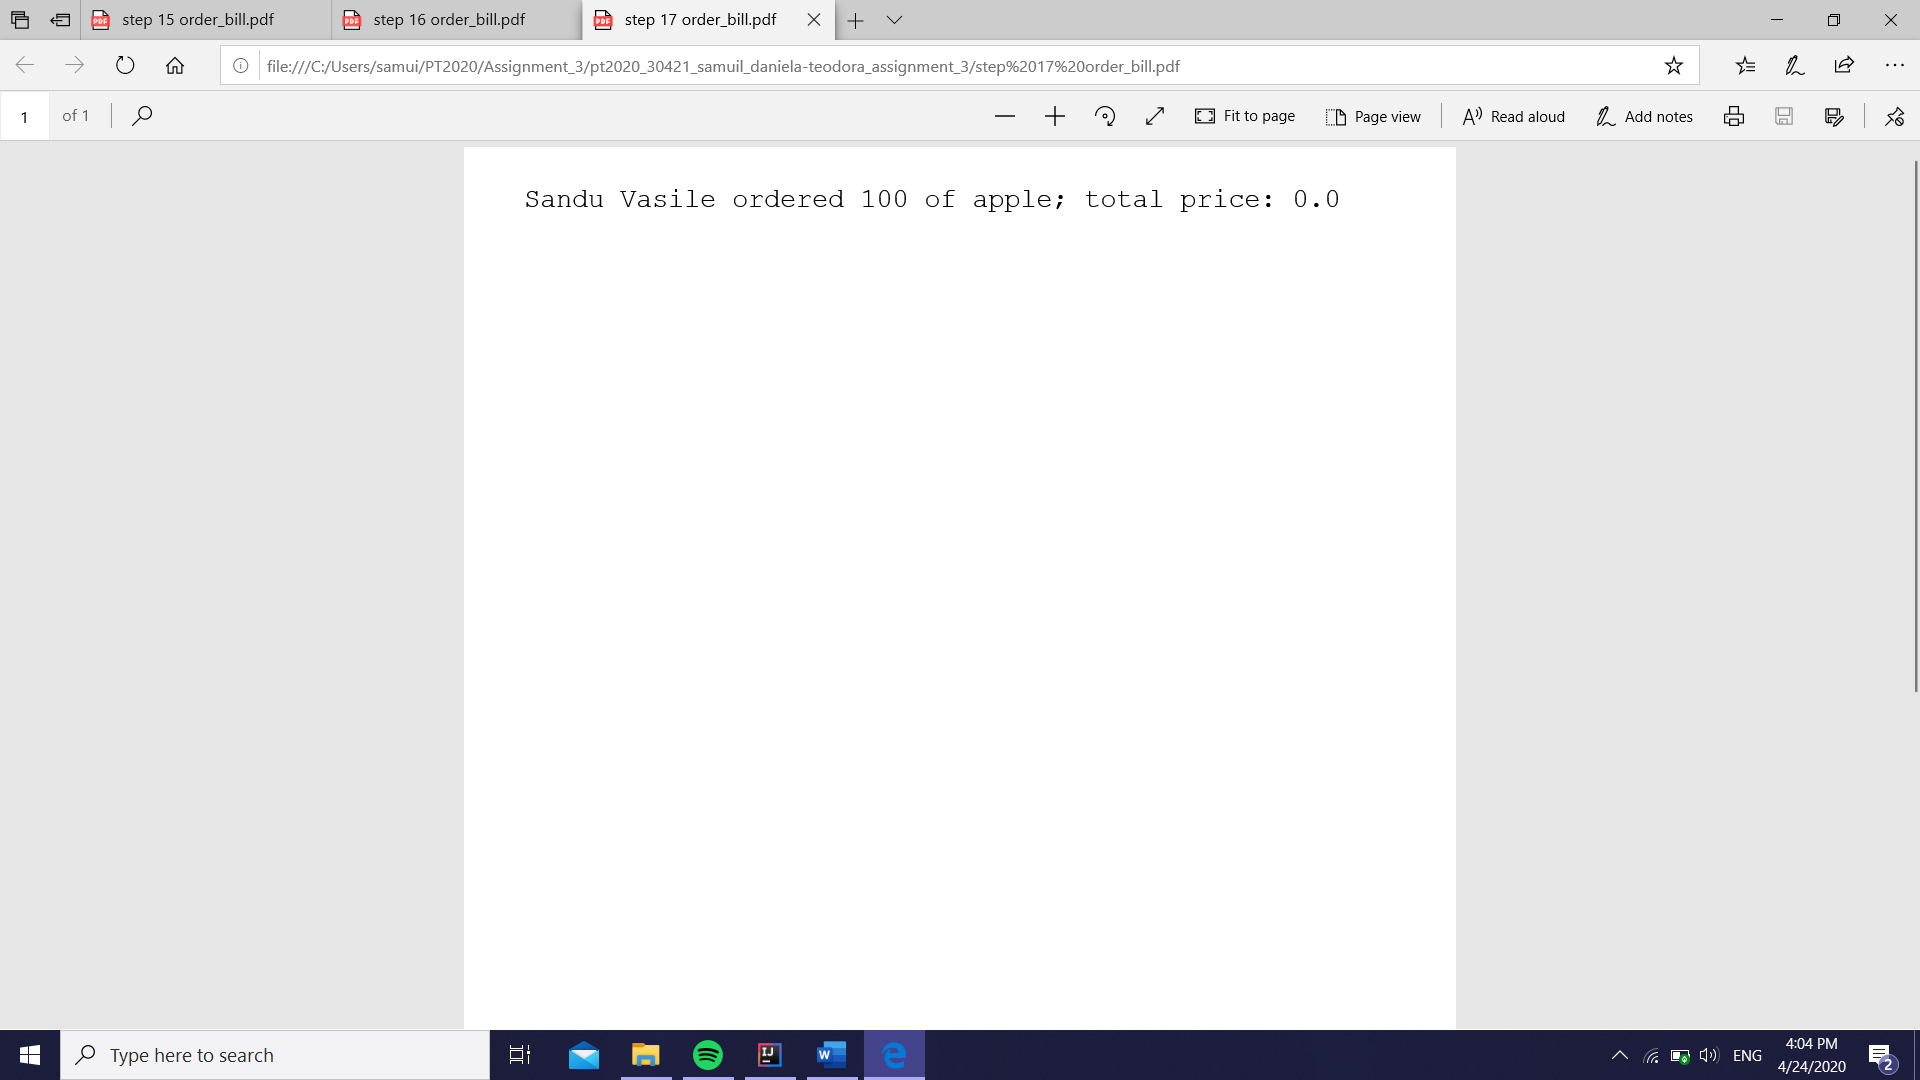 step 15 order_bill.pdf
step 16 order_bill.pdf
step 17 order_bill.pdf
file:///C:/Users/samui/PT2020/Assignment_3/pt2020_30421_samuil_daniela-teodora_assignment_3/step%2017%20order_bill.pdf
1 of 1
Fit to page
Page view
Read aloud
Add notes
Sandu Vasile ordered 100 of apple; total price: 0.0
Type here to search
ENG
4:04 PM
4/24/2020
2